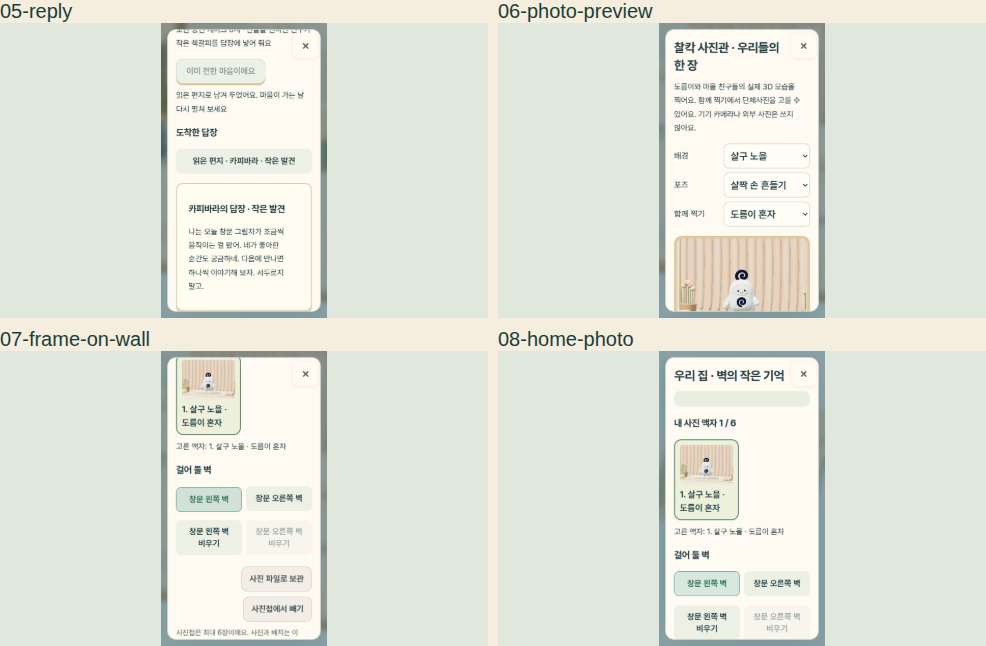 05-reply
작은 책갈피를 답장에 넣어 줘요
×
이미 전한 마음이에요
읽은 편지로 남겨 두었어요. 마음이 가는 날
다시 펼쳐 보세요
도착한 답장
읽은 편지 · 카피바라 · 작은 발견
카피바라의 답장 · 작은 발견
나는 오늘 창문 그림자가 조금씩
움직이는 걸 봤어. 네가 좋아한
순간도 궁금하네. 다음에 만나면
하나씩 이야기해 보자. 서두르지
말고.
06-photo-preview
찰칵 사진관 · 우리들의
한 장
×
도롱이와 마을 친구들의 실제 3D 모습을
찍어요. 함께 찍기에서 단체사진을 고를 수
있어요. 기기 카메라나 외부 사진은 쓰지
않아요.
배경
살구 노을
포즈
살짝 손 흔들기
함께 찍기
도롱이 혼자
07-frame-on-wall
×
1. 살구 노을 ·
도롱이 혼자
고른 액자: 1. 살구 노을 · 도롱이 혼자
걸어 둘 벽
창문 왼쪽 벽
창문 오른쪽 벽
창문 왼쪽 벽
비우기
창문 오른쪽 벽
비우기
사진 파일로 보관
사진첩에서 빼기
사진첩은 최대 6장이에요. 사진과 배치는 이
08-home-photo
우리 집 · 벽의 작은 기억
×
내 사진 액자 1 / 6
1. 살구 노을 ·
도롱이 혼자
고른 액자: 1. 살구 노을 · 도롱이 혼자
걸어 둘 벽
창문 왼쪽 벽
창문 오른쪽 벽
창문 왼쪽 벽
비우기
창문 오른쪽 벽
비우기